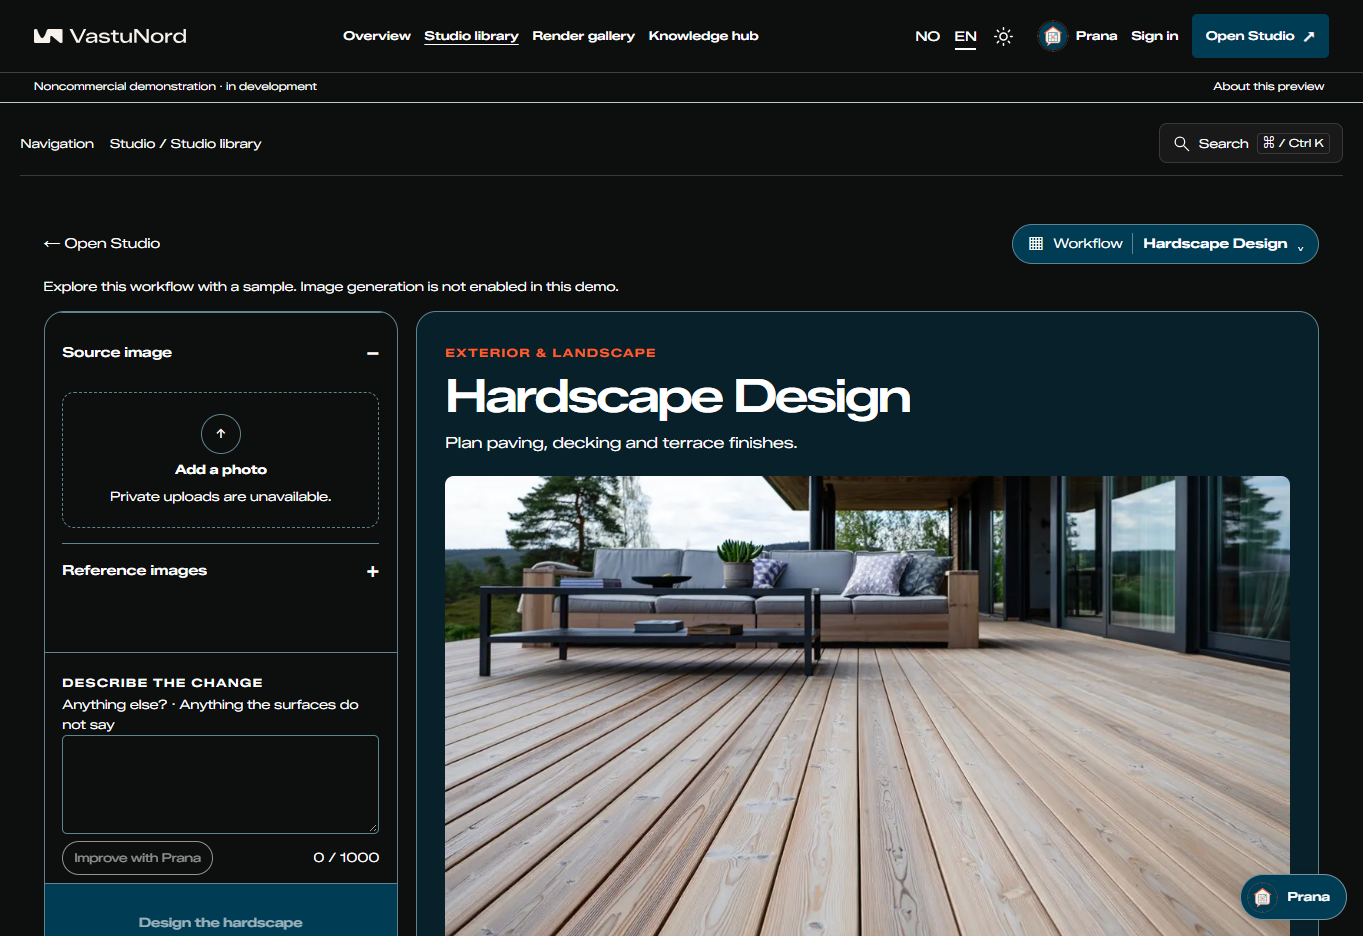 VastuNord
Overview Studio library Render gallery Knowledge hub
NO EN Prana Sign in Open Studio ↗
Noncommercial demonstration · in development
About this preview
Navigation Studio / Studio library
Search ⌘ / Ctrl K
← Open Studio
Workflow Hardscape Design
Explore this workflow with a sample. Image generation is not enabled in this demo.
Source image −
Add a photo
Private uploads are unavailable.
Reference images +
DESCRIBE THE CHANGE
Anything else? · Anything the surfaces do
not say
Improve with Prana 0 / 1000
Design the hardscape
EXTERIOR & LANDSCAPE
Hardscape Design
Plan paving, decking and terrace finishes.
Prana